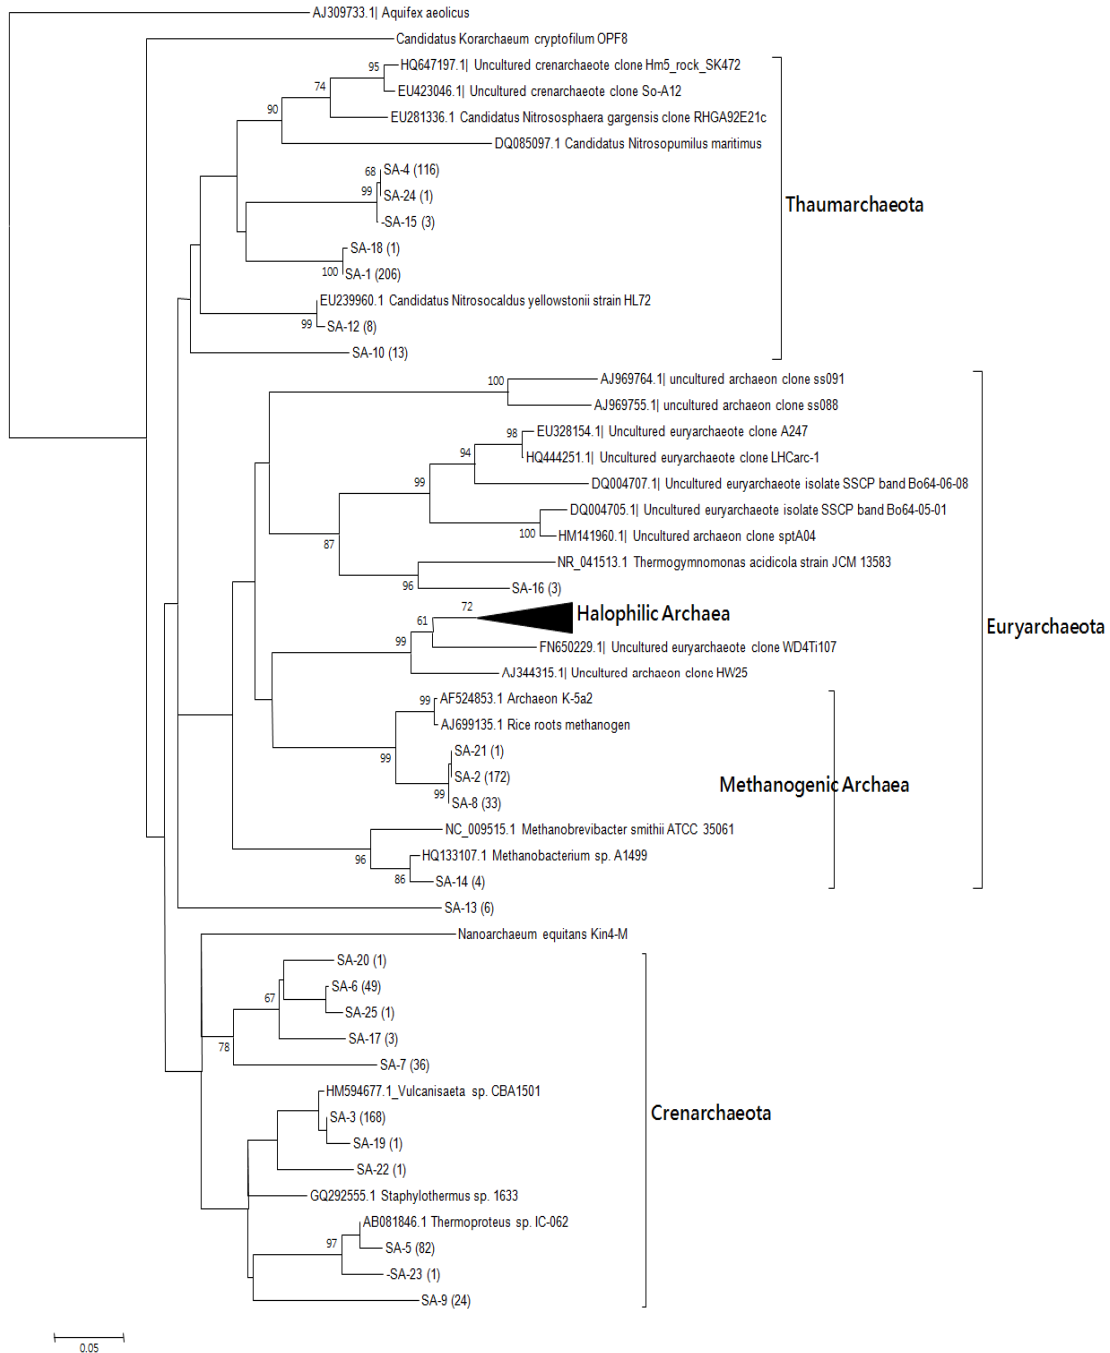 AJ309733.1| Aquifex aeolicus
Candidatus Korarchaeum cryptofilum OPF8
95
HQ647197.1| Uncultured crenarchaeote clone Hm5_rock_SK472
74
EU423046.1| Uncultured crenarchaeote clone So-A12
90
EU281336.1 Candidatus Nitrososphaera gargensis clone RHGA92E21c
DQ085097.1 Candidatus Nitrosopumilus maritimus
68
SA-4 (116)
99
SA-24 (1)
-SA-15 (3)
Thaumarchaeota
SA-18 (1)
100
SA-1 (206)
EU239960.1 Candidatus Nitrosocaldus yellowstonii strain HL72
99
SA-12 (8)
SA-10 (13)
100
AJ969764.1| uncultured archaeon clone ss091
AJ969755.1| uncultured archaeon clone ss088
98
EU328154.1| Uncultured euryarchaeote clone A247
94
HQ444251.1| Uncultured euryarchaeote clone LHCarc-1
99
DQ004707.1| Uncultured euryarchaeote isolate SSCP band Bo64-06-08
DQ004705.1| Uncultured euryarchaeote isolate SSCP band Bo64-05-01
100
HM141960.1| Uncultured archaeon clone sptA04
87
NR_041513.1 Thermogymnomonas acidicola strain JCM 13583
96
SA-16 (3)
72
Halophilic Archaea
61
Euryarchaeota
99
FN650229.1| Uncultured euryarchaeote clone WD4Ti107
AJ344315.1| Uncultured archaeon clone HW25
99
AF524853.1 Archaeon K-5a2
AJ699135.1 Rice roots methanogen
99
SA-21 (1)
SA-2 (172)
Methanogenic Archaea
99
SA-8 (33)
NC_009515.1 Methanobrevibacter smithii ATCC 35061
96
HQ133107.1 Methanobacterium sp. A1499
86
SA-14 (4)
SA-13 (6)
Nanoarchaeum equitans Kin4-M
SA-20 (1)
SA-6 (49)
67
SA-25 (1)
SA-17 (3)
78
SA-7 (36)
HM594677.1_Vulcanisaeta sp. CBA1501
Crenarchaeota
SA-3 (168)
SA-19 (1)
SA-22 (1)
GQ292555.1 Staphylothermus sp. 1633
AB081846.1 Thermoproteus sp. IC-062
97
SA-5 (82)
-SA-23 (1)
SA-9 (24)
0.05